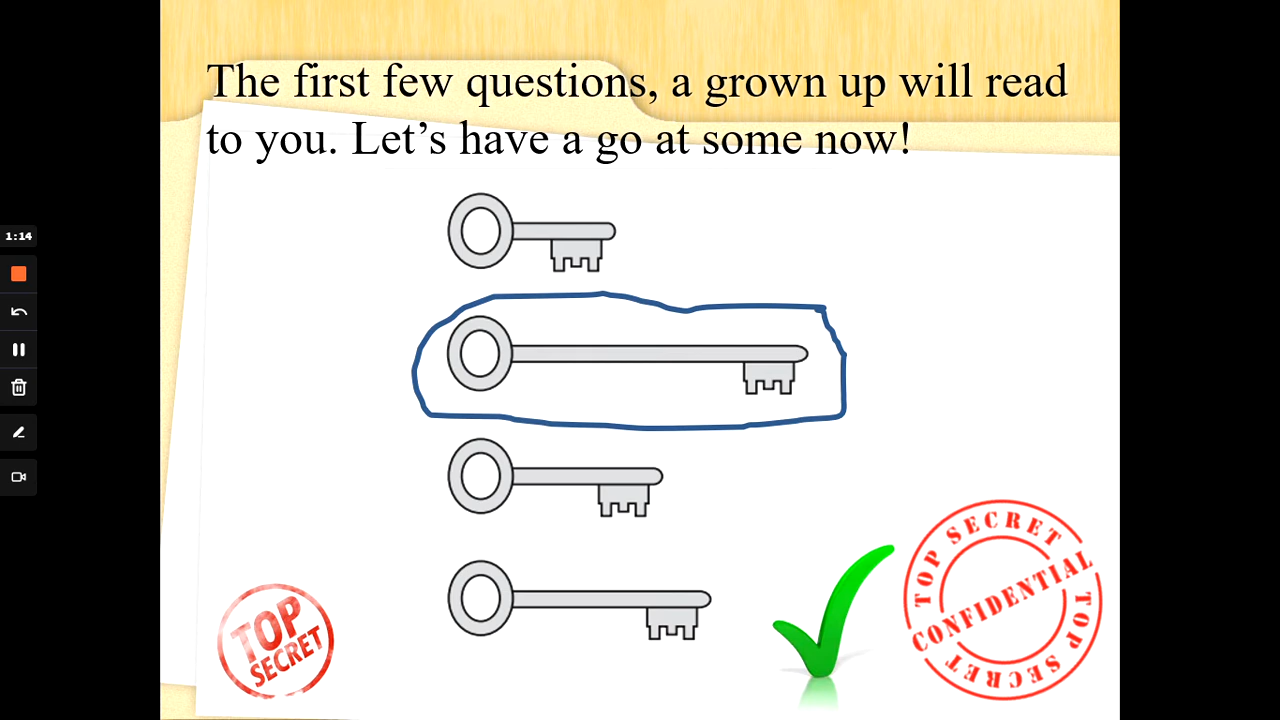 The first few questions, a grown up will read
to you. Let's have a go at some now!
1:14
TOP
SECRET
TOP SECRET
CONFIDENTIAL
TOP SECRET